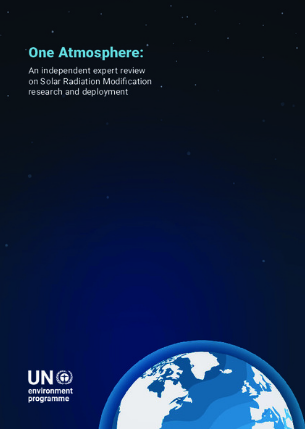 One Atmosphere:
An independent expert review
on Solar Radiation Modification
research and deployment
UN
environment
programme